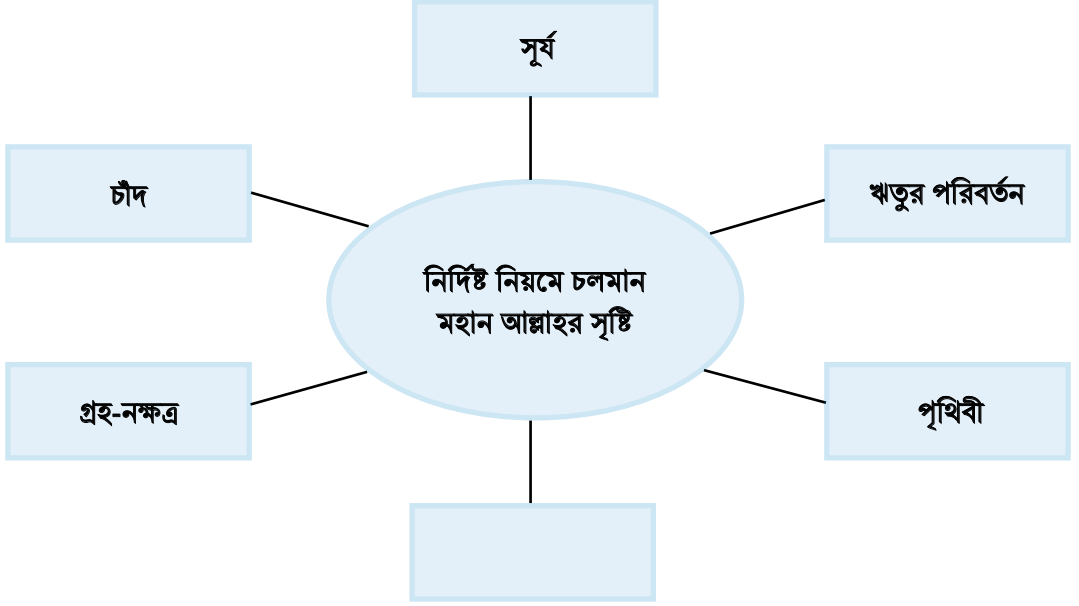 সূর্য
চাঁদ
ঋতুর পরিবর্তন
নির্দিষ্ট নিয়মে চলমান
মহান আল্লাহর সৃষ্টি
গ্রহ-নক্ষত্র
পৃথিবী